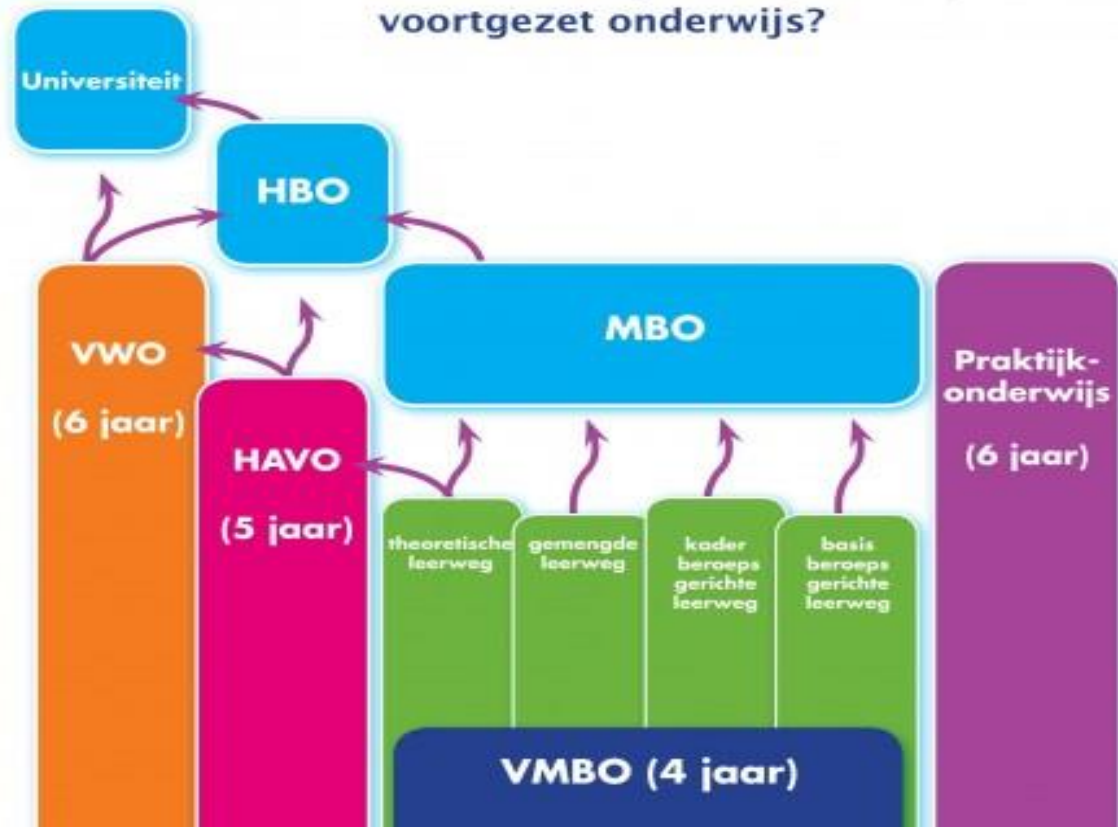 voortgezet onderwijs?
Universiteit
HBO
MBO
VWO
(6 jaar)
HAVO
(5 jaar)
Praktijk-
onderwijs
(6 jaar)
theoretische
leerweg
gemengde
leerweg
kader
beroeps
gerichte
leerweg
basis
beroeps
gerichte
leerweg
VMBO (4 jaar)